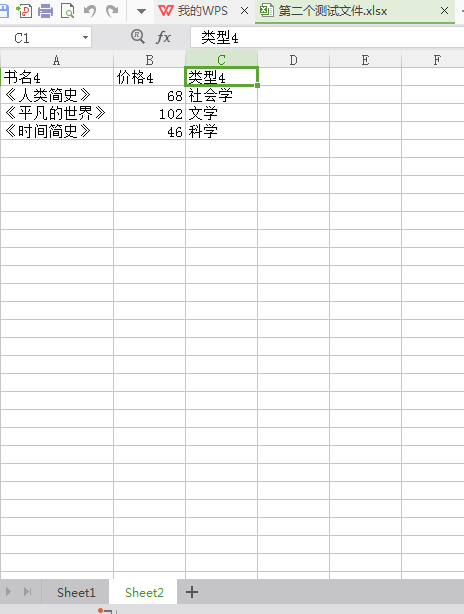 我的WPS × 第二个测试文件.xlsx ×
C1 fx 类型4
A B C D E F
书名4 价格4 类型4
《人类简史》 68 社会学
《平凡的世界》 102 文学
《时间简史》 46 科学
Sheet1 Sheet2 +